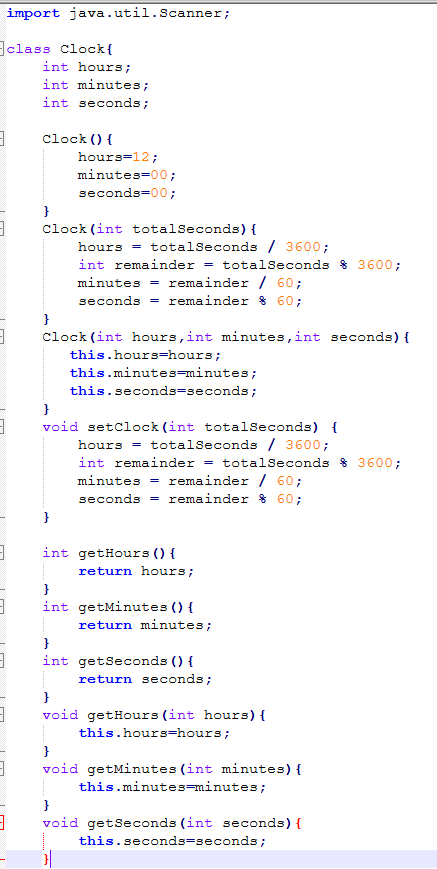 import java.util.Scanner;
class Clock{
int hours;
int minutes;
int seconds;
Clock(){
hours=12;
minutes=00;
seconds=00;
}
Clock(int totalSeconds){
hours = totalSeconds / 3600;
int remainder = totalSeconds % 3600;
minutes = remainder / 60;
seconds = remainder % 60;
}
Clock(int hours,int minutes,int seconds){
this.hours=hours;
this.minutes=minutes;
this.seconds=seconds;
}
void setClock(int totalSeconds) {
hours = totalSeconds / 3600;
int remainder = totalSeconds % 3600;
minutes = remainder / 60;
seconds = remainder % 60;
}
int getHours(){
return hours;
}
int getMinutes(){
return minutes;
}
int getSeconds(){
return seconds;
}
void getHours(int hours){
this.hours=hours;
}
void getMinutes(int minutes){
this.minutes=minutes;
}
void getSeconds(int seconds){
this.seconds=seconds;
}